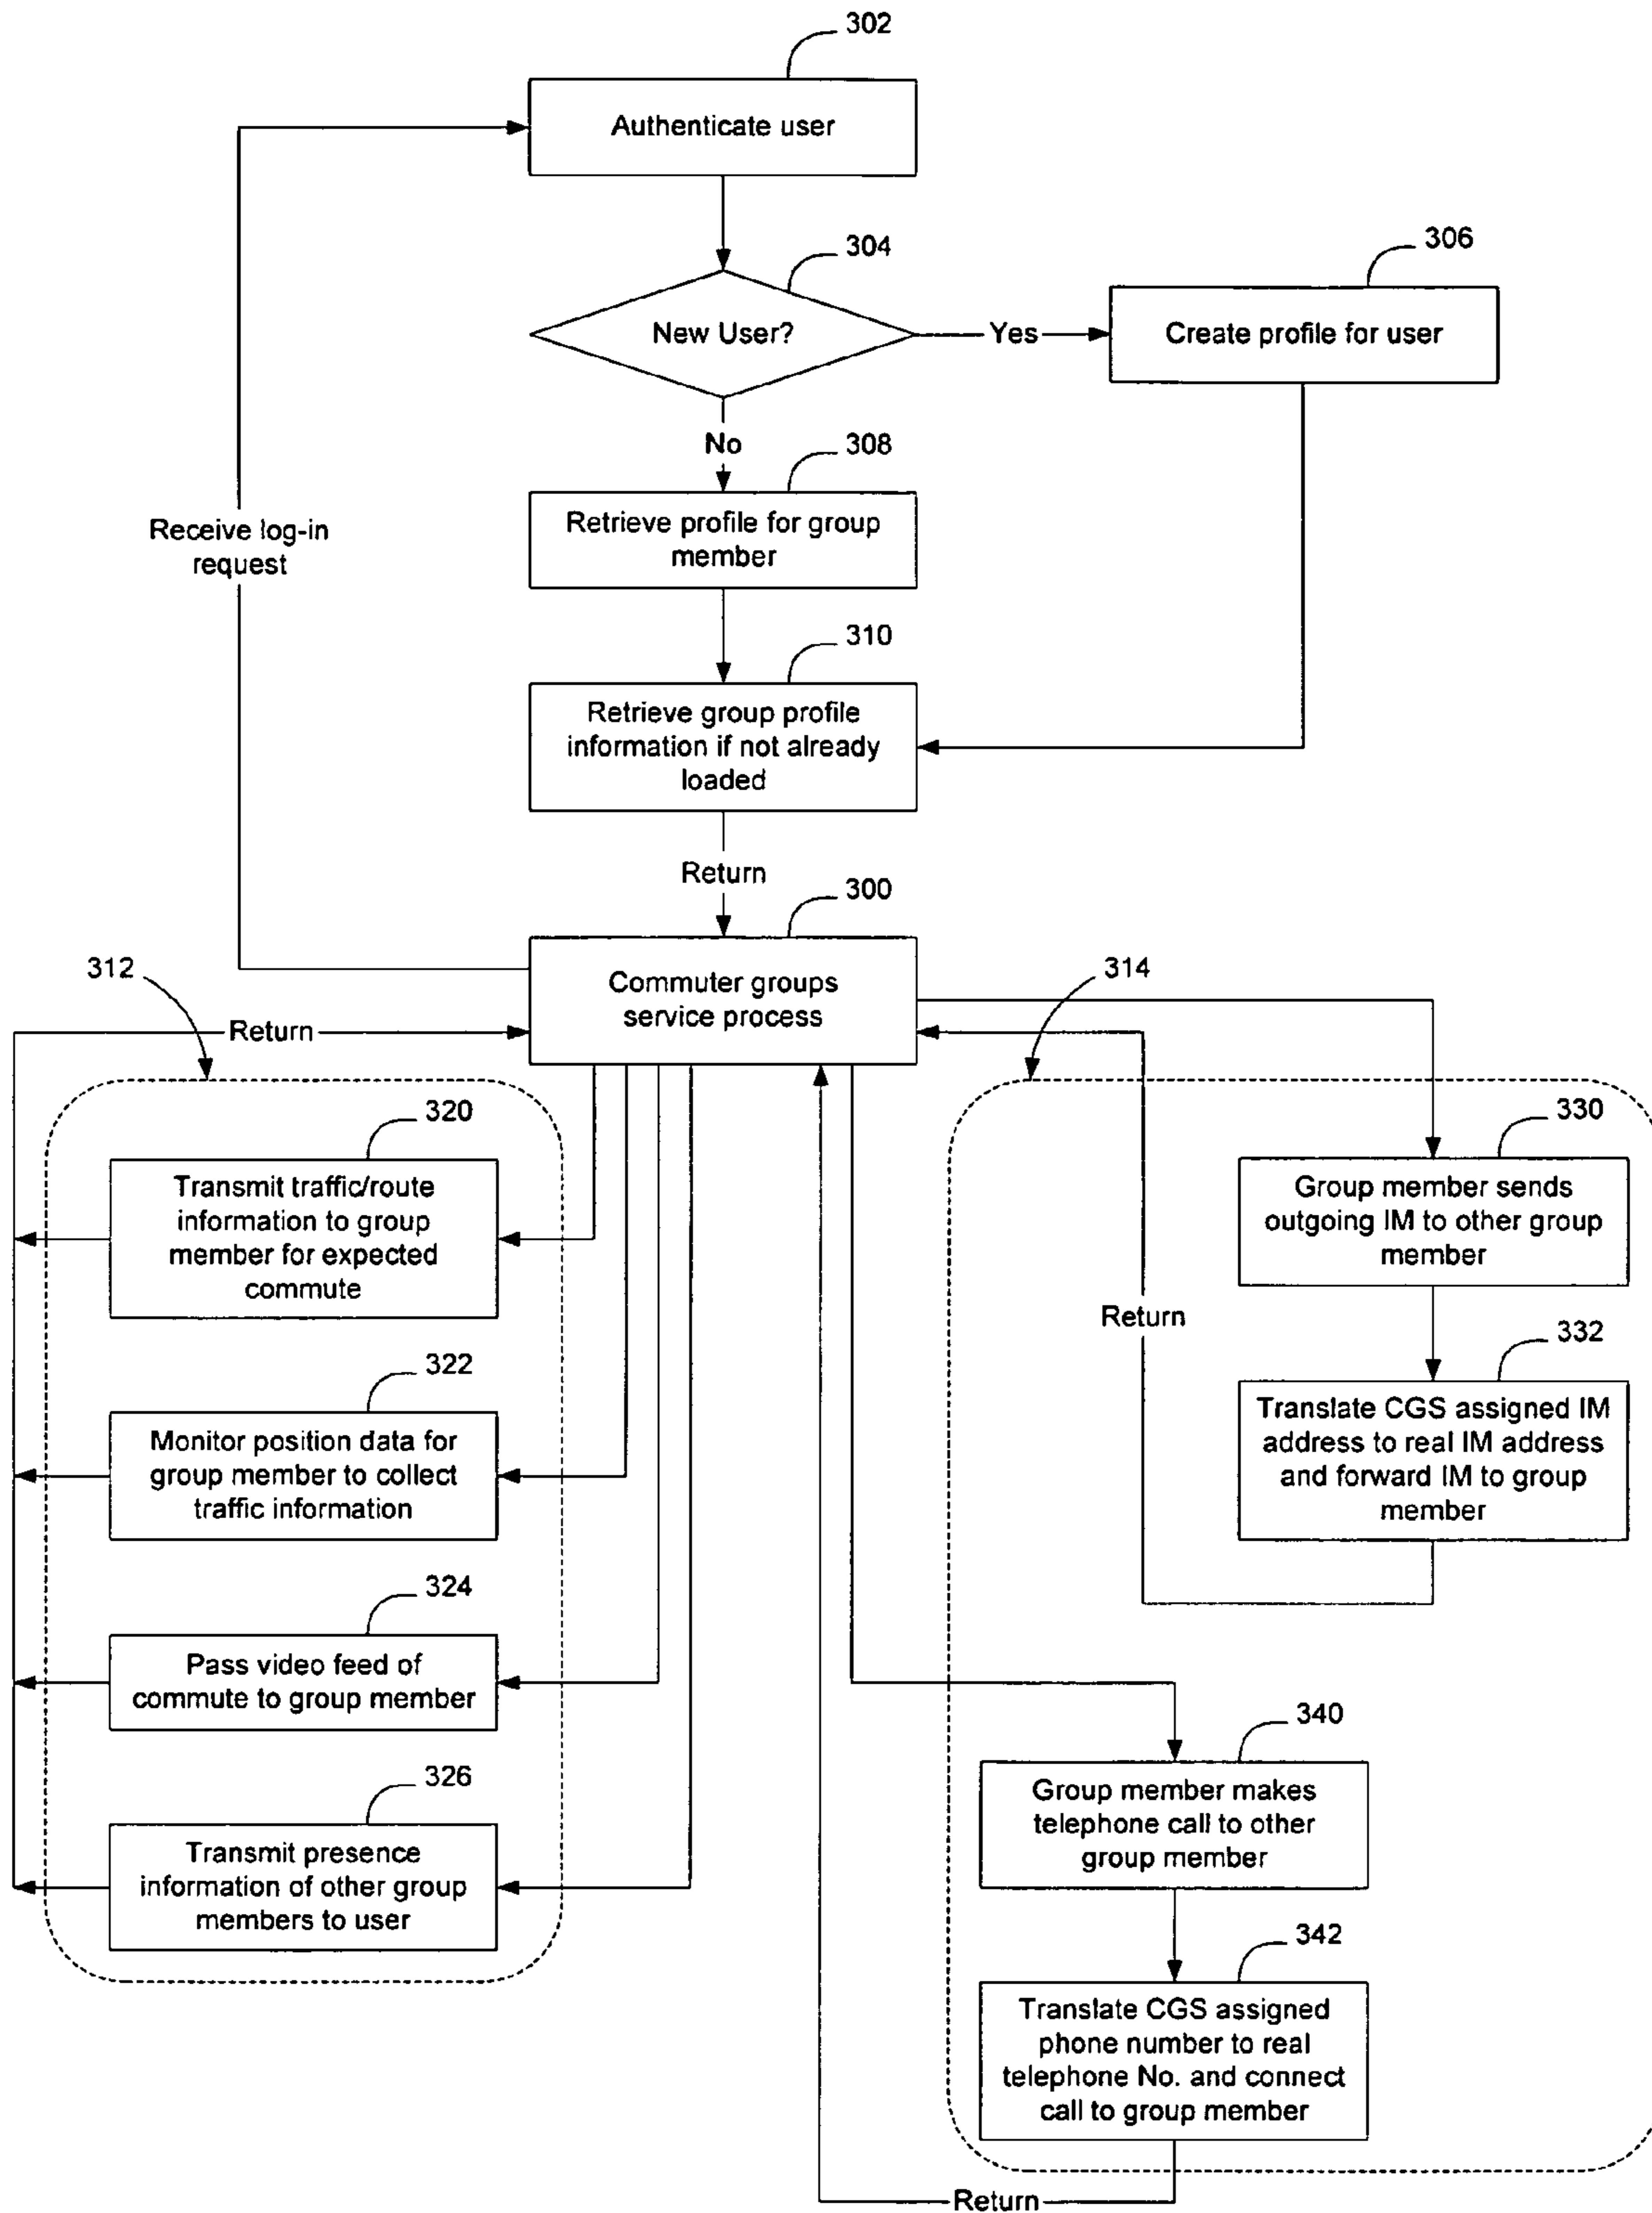 302
Authenticate user
304
306
New User?
Yes
Create profile for user
No
308
Retrieve profile for group
member
Receive log-in
request
310
Retrieve group profile
information if not already
loaded
Return
300
Commuter groups
service process
312
314
Return
320
Transmit traffic/route
information to group
member for expected
commute
322
Monitor position data for
group member to collect
traffic information
324
Pass video feed of
commute to group member
326
Transmit presence
information of other group
members to user
330
Group member sends
outgoing IM to other group
member
Return
332
Translate CGS assigned IM
address to real IM address
and forward IM to group
member
340
Group member makes
telephone call to other
group member
342
Translate CGS assigned
phone number to real
telephone No. and connect
call to group member
Return